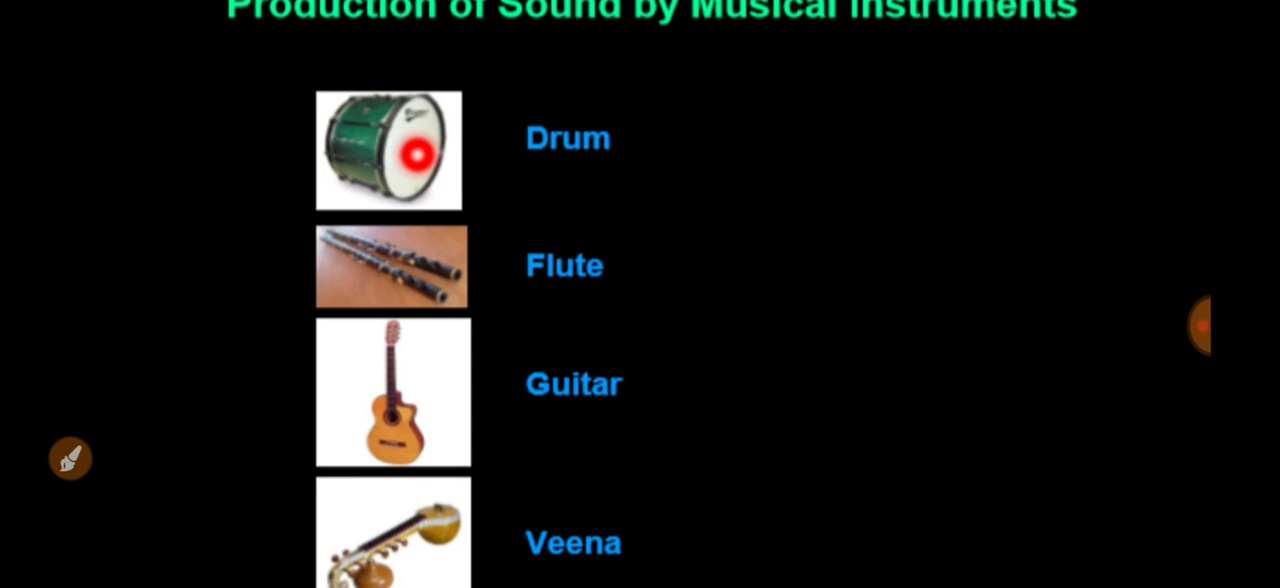 Production of Sound by Musical Instruments
Drum
Flute
Guitar
Veena